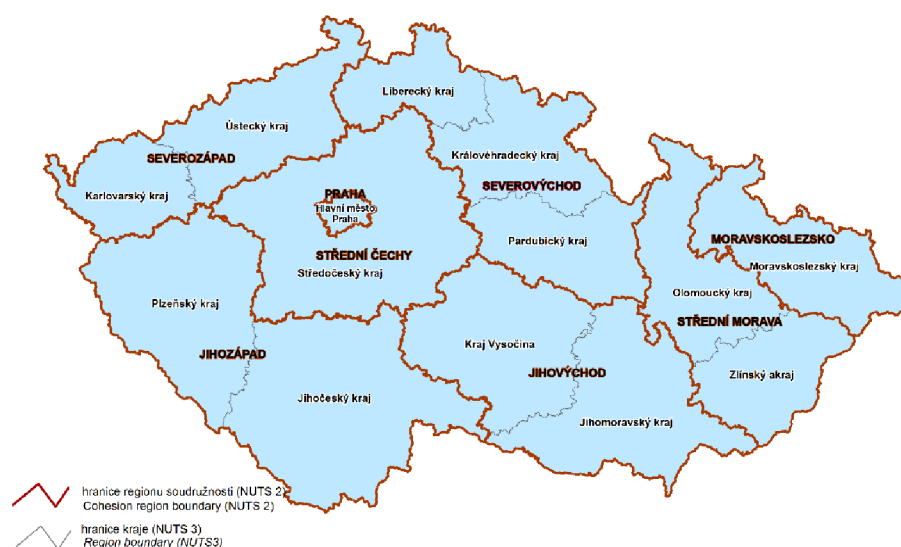 Liberecký kraj
Ústecký kraj
SEVEROZÁPAD
Královéhradecký kraj
SEVEROVÝCHOD
Karlovarský kraj
PRAHA
Hlavní město
Praha
Pardubický kraj
MORAVSKOSLEZSKO
STŘEDNÍ ČECHY
Středočeský kraj
Moravskoslezský kraj
Plzeňský kraj
Olomoucký kraj
STŘEDNÍ MORAVA
Kraj Vysočina
JIHOZÁPAD
JIHOVÝCHOD
Zlínský akraj
Jihočeský kraj
Jihomoravský kraj
hranice regionu soudružnosti (NUTS 2)
Cohesion region boundary (NUTS 2)
hranice kraje (NUTS 3)
Region boundary (NUTS3)